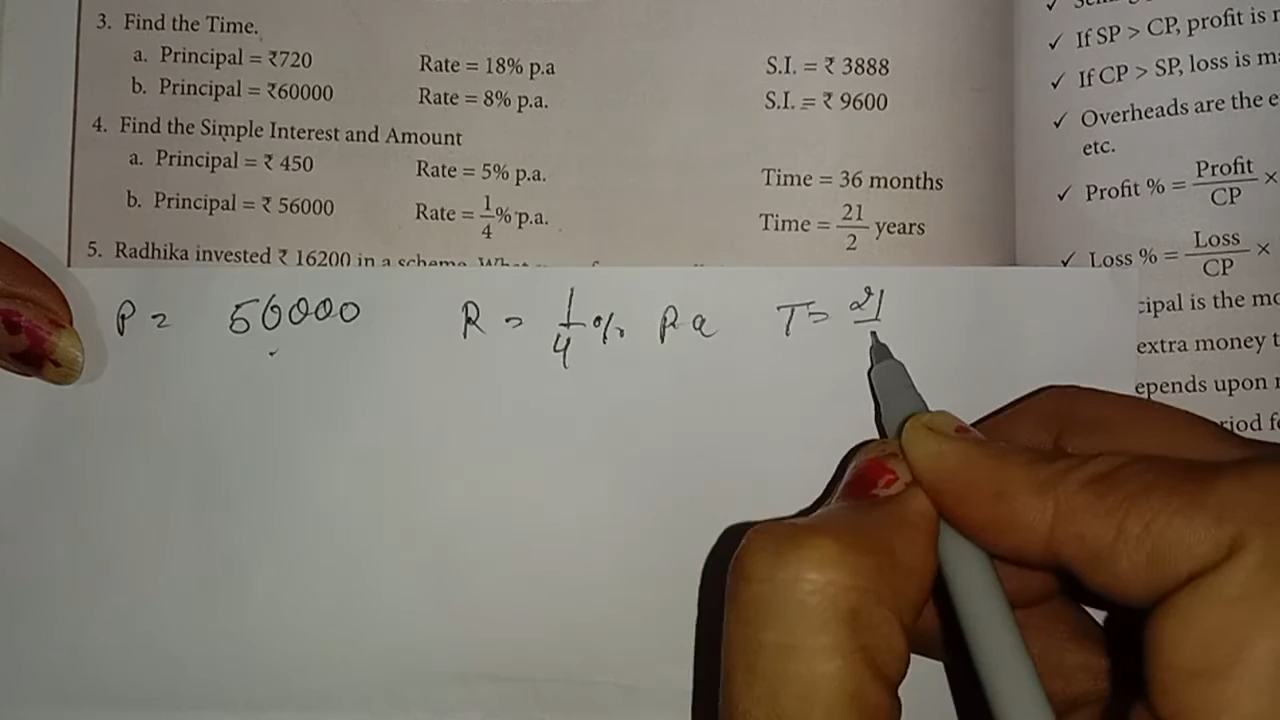 3. Find the Time.
a. Principal = ₹720 Rate = 18% p.a S.I. = ₹ 3888
b. Principal = ₹60000 Rate = 8% p.a. S.I. = ₹ 9600
4. Find the Simple Interest and Amount
a. Principal = ₹ 450 Rate = 5% p.a. Time = 36 months
b. Principal = ₹ 56000 Rate = 1/4% p.a. Time = 21/2 years
5. Radhika invested ₹ 16200 in a scheme.
P = 56000 R = 1/4% Pa T = 21
✓ If SP > CP, profit is
✓ If CP > SP, loss is
✓ Overheads are the
etc.
✓ Profit % = Profit/CP ×
✓ Loss % = Loss/CP ×
is the
extra money
upon